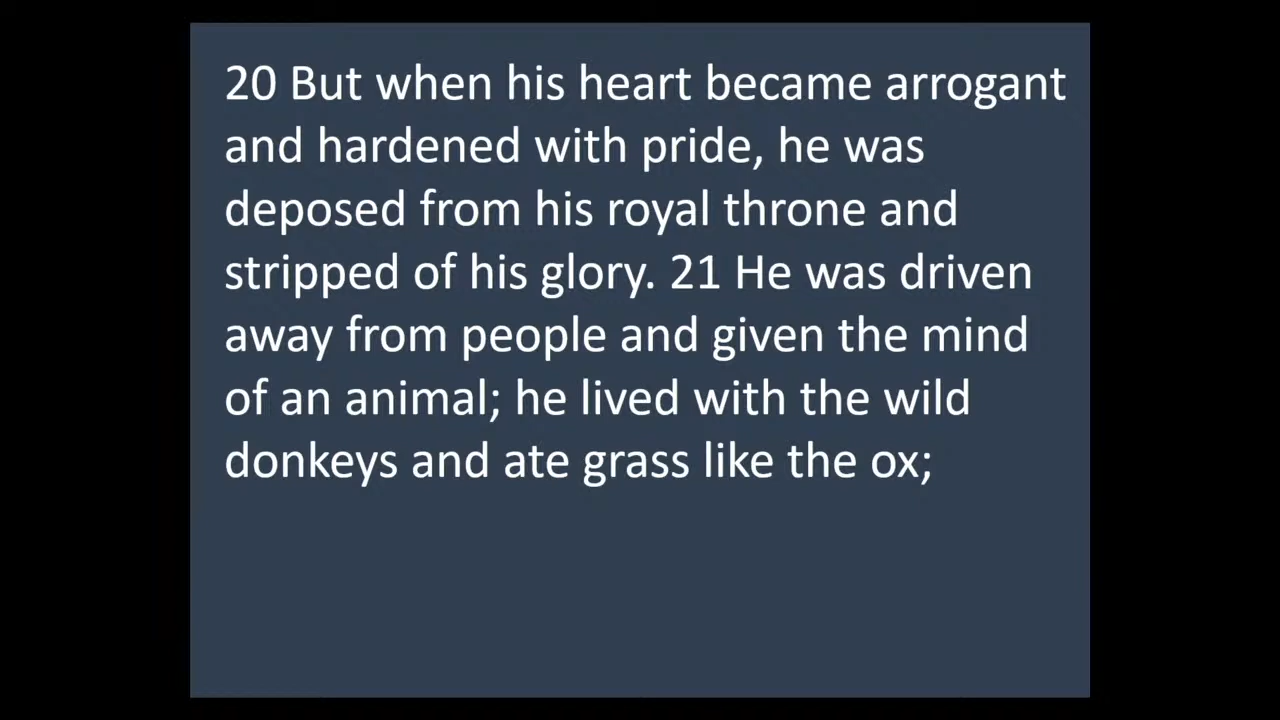 20 But when his heart became arrogant
and hardened with pride, he was
deposed from his royal throne and
stripped of his glory. 21 He was driven
away from people and given the mind
of an animal; he lived with the wild
donkeys and ate grass like the ox;